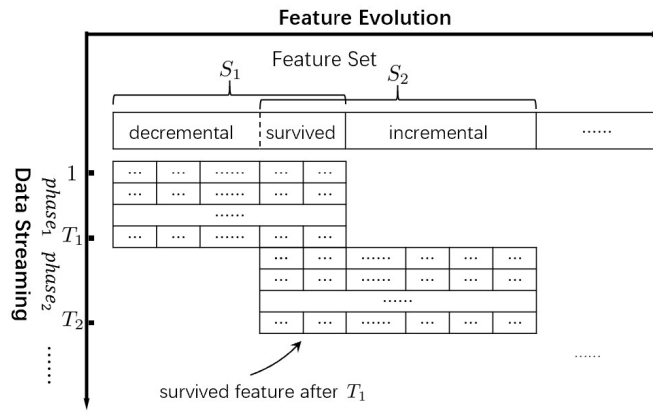 Feature Evolution
Feature Set
S₁ S₂
decremental survived incremental ......
1 ... ... ...... ... ...
... ... ...... ... ...
......
T₁ ... ... ...... ... ...
... ... ...... ... ... ...
... ... ...... ... ... ...
......
T₂ ... ... ...... ... ... ...
......
......
phase₁
phase₂
Data Streaming
survived feature after T₁